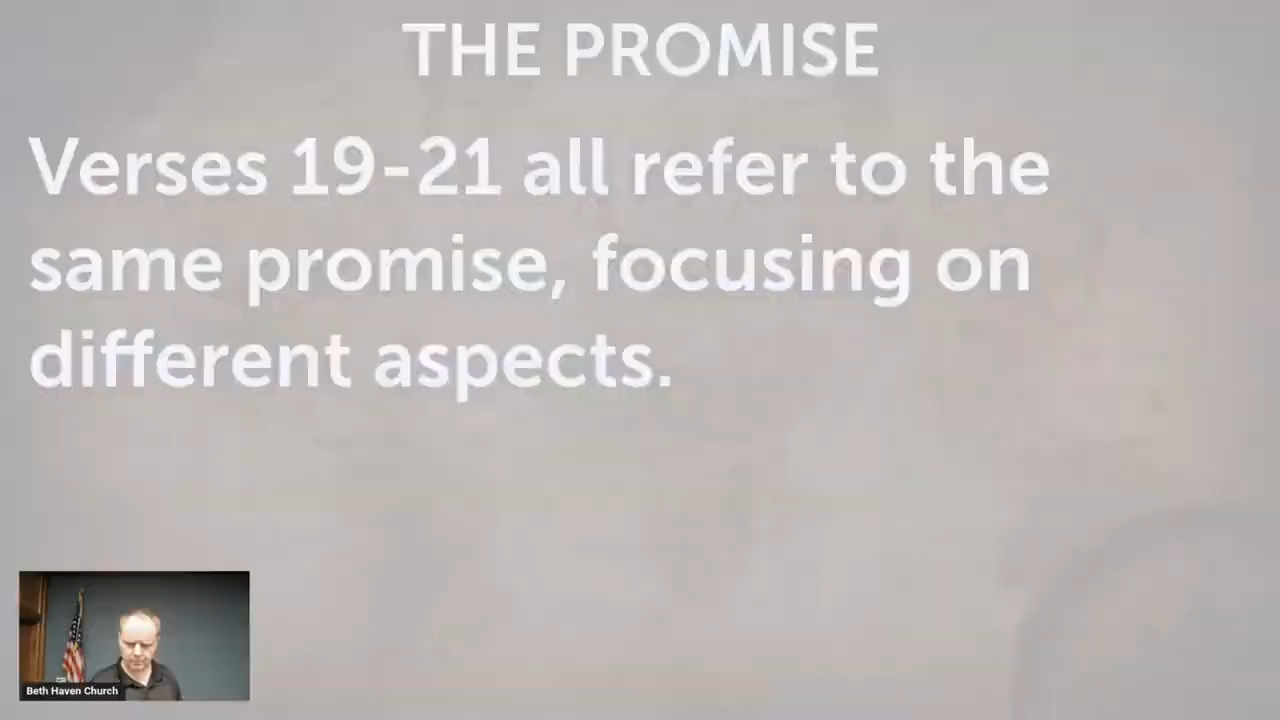 THE PROMISE
Verses 19-21 all refer to the
same promise, focusing on
different aspects.
Beth Haven Church